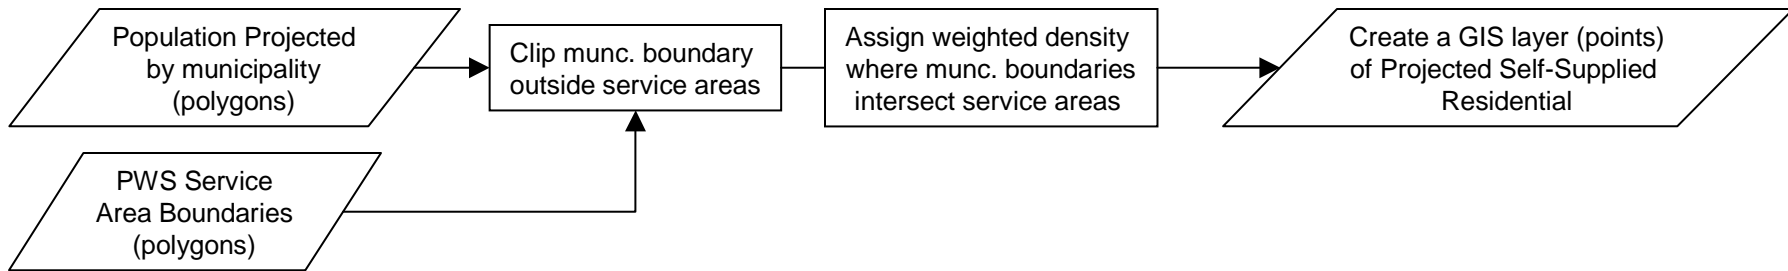 Population Projected
by municipality
(polygons)
Clip munc. boundary
outside service areas
Assign weighted density
where munc. boundaries
intersect service areas
Create a GIS layer (points)
of Projected Self-Supplied
Residential
PWS Service
Area Boundaries
(polygons)